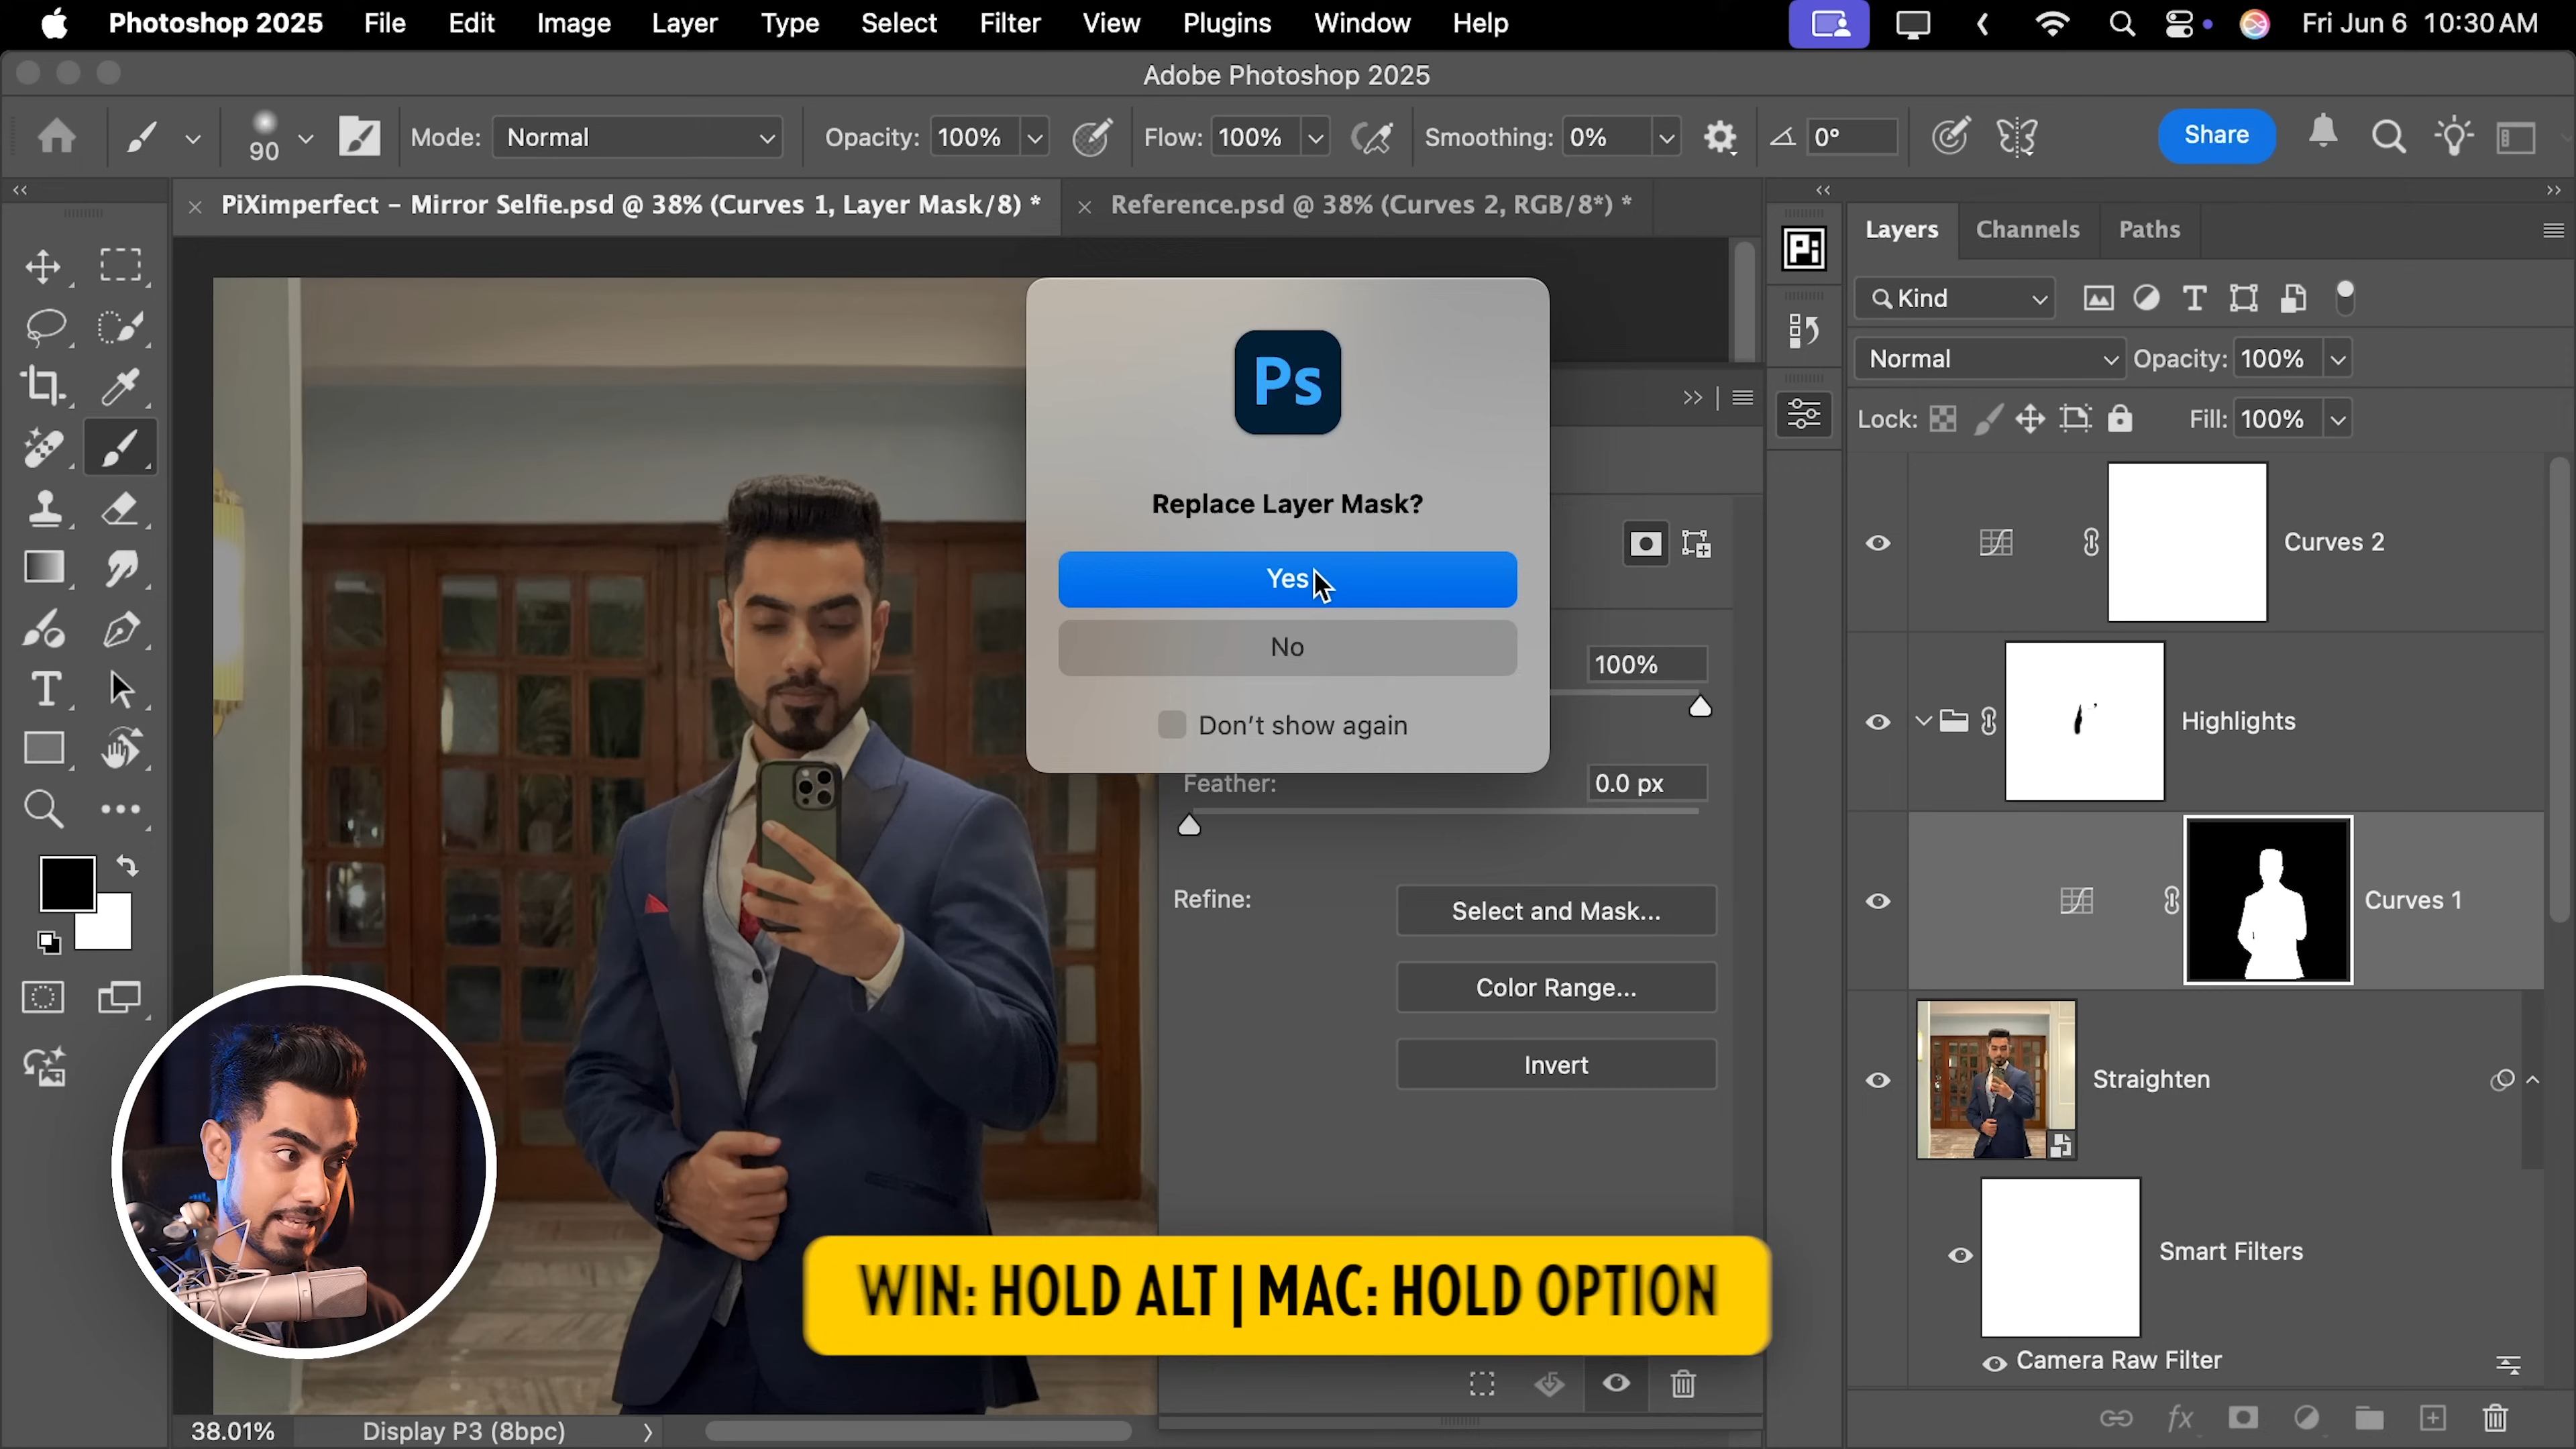 Photoshop 2025 File Edit Image Layer Type Select Filter View Plugins Window Help Fri Jun 6 10:30 AM
Adobe Photoshop 2025
90 Mode: Normal Opacity: 100% Flow: 100% Smoothing: 0% 0° Share
PiXimperfect – Mirror Selfie.psd @ 38% (Curves 1, Layer Mask/8) *
Reference.psd @ 38% (Curves 2, RGB/8*) *
Pi
Layers Channels Paths
Kind
Normal Opacity: 100%
Lock: Fill: 100%
Ps
Replace Layer Mask?
Yes
No
Don't show again
100%
Feather: 0.0 px
Refine:
Select and Mask...
Color Range...
Invert
Curves 2
Highlights
Curves 1
Straighten
Smart Filters
Camera Raw Filter
fx
WIN: HOLD ALT | MAC: HOLD OPTION
38.01% Display P3 (8bpc)